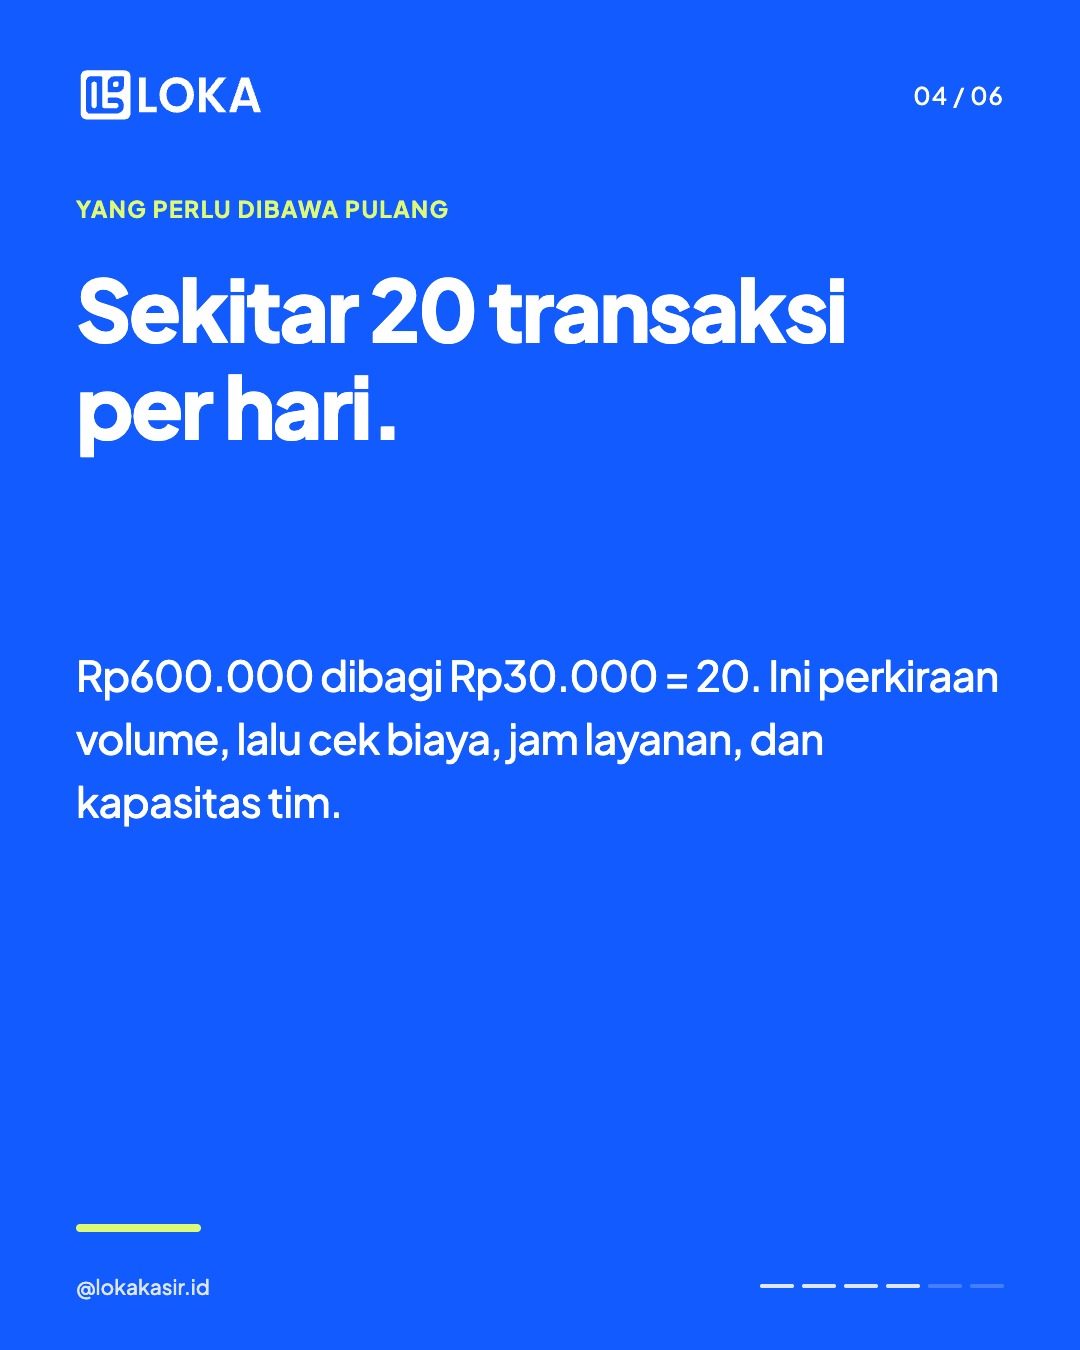 LOKA
04 / 06
YANG PERLU DIBAWA PULANG
Sekitar 20 transaksi
per hari.
Rp600.000 dibagi Rp30.000 = 20. Ini perkiraan
volume, lalu cek biaya, jam layanan, dan
kapasitas tim.
@lokakasir.id